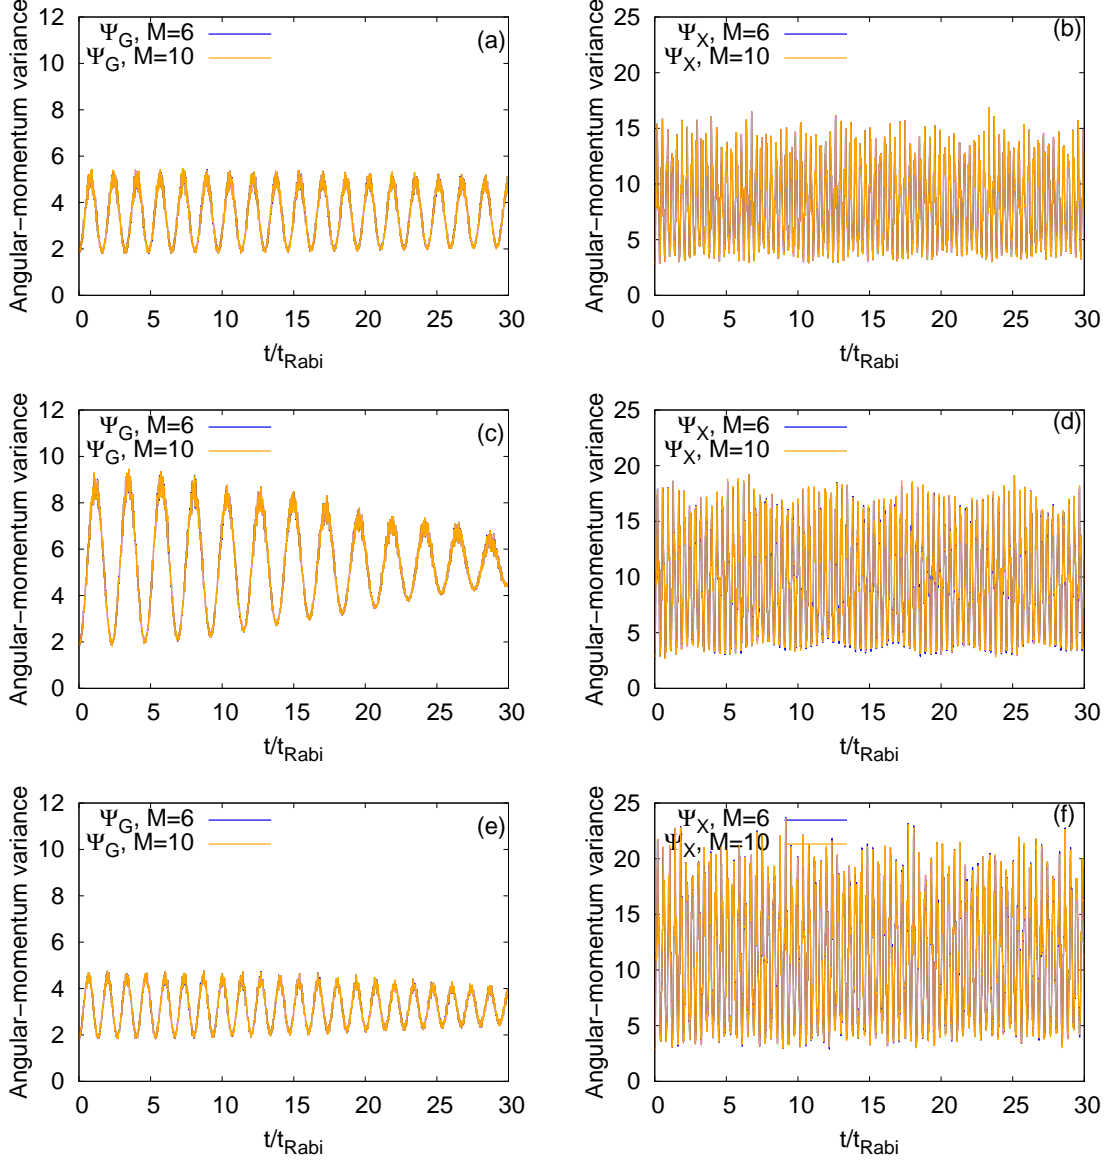 Angular−momentum variance
12
10
8
6
4
2
0
Ψ_G, M=6
Ψ_G, M=10
(a)
0 5 10 15 20 25 30
t/t_Rabi
Angular−momentum variance
25
20
15
10
5
0
Ψ_X, M=6
Ψ_X, M=10
(b)
0 5 10 15 20 25 30
t/t_Rabi
Angular−momentum variance
12
10
8
6
4
2
0
Ψ_G, M=6
Ψ_G, M=10
(c)
0 5 10 15 20 25 30
t/t_Rabi
Angular−momentum variance
25
20
15
10
5
0
Ψ_X, M=6
Ψ_X, M=10
(d)
0 5 10 15 20 25 30
t/t_Rabi
Angular−momentum variance
12
10
8
6
4
2
0
Ψ_G, M=6
Ψ_G, M=10
(e)
0 5 10 15 20 25 30
t/t_Rabi
Angular−momentum variance
25
20
15
10
5
0
Ψ_X, M=6
Ψ_X, M=10
(f)
0 5 10 15 20 25 30
t/t_Rabi